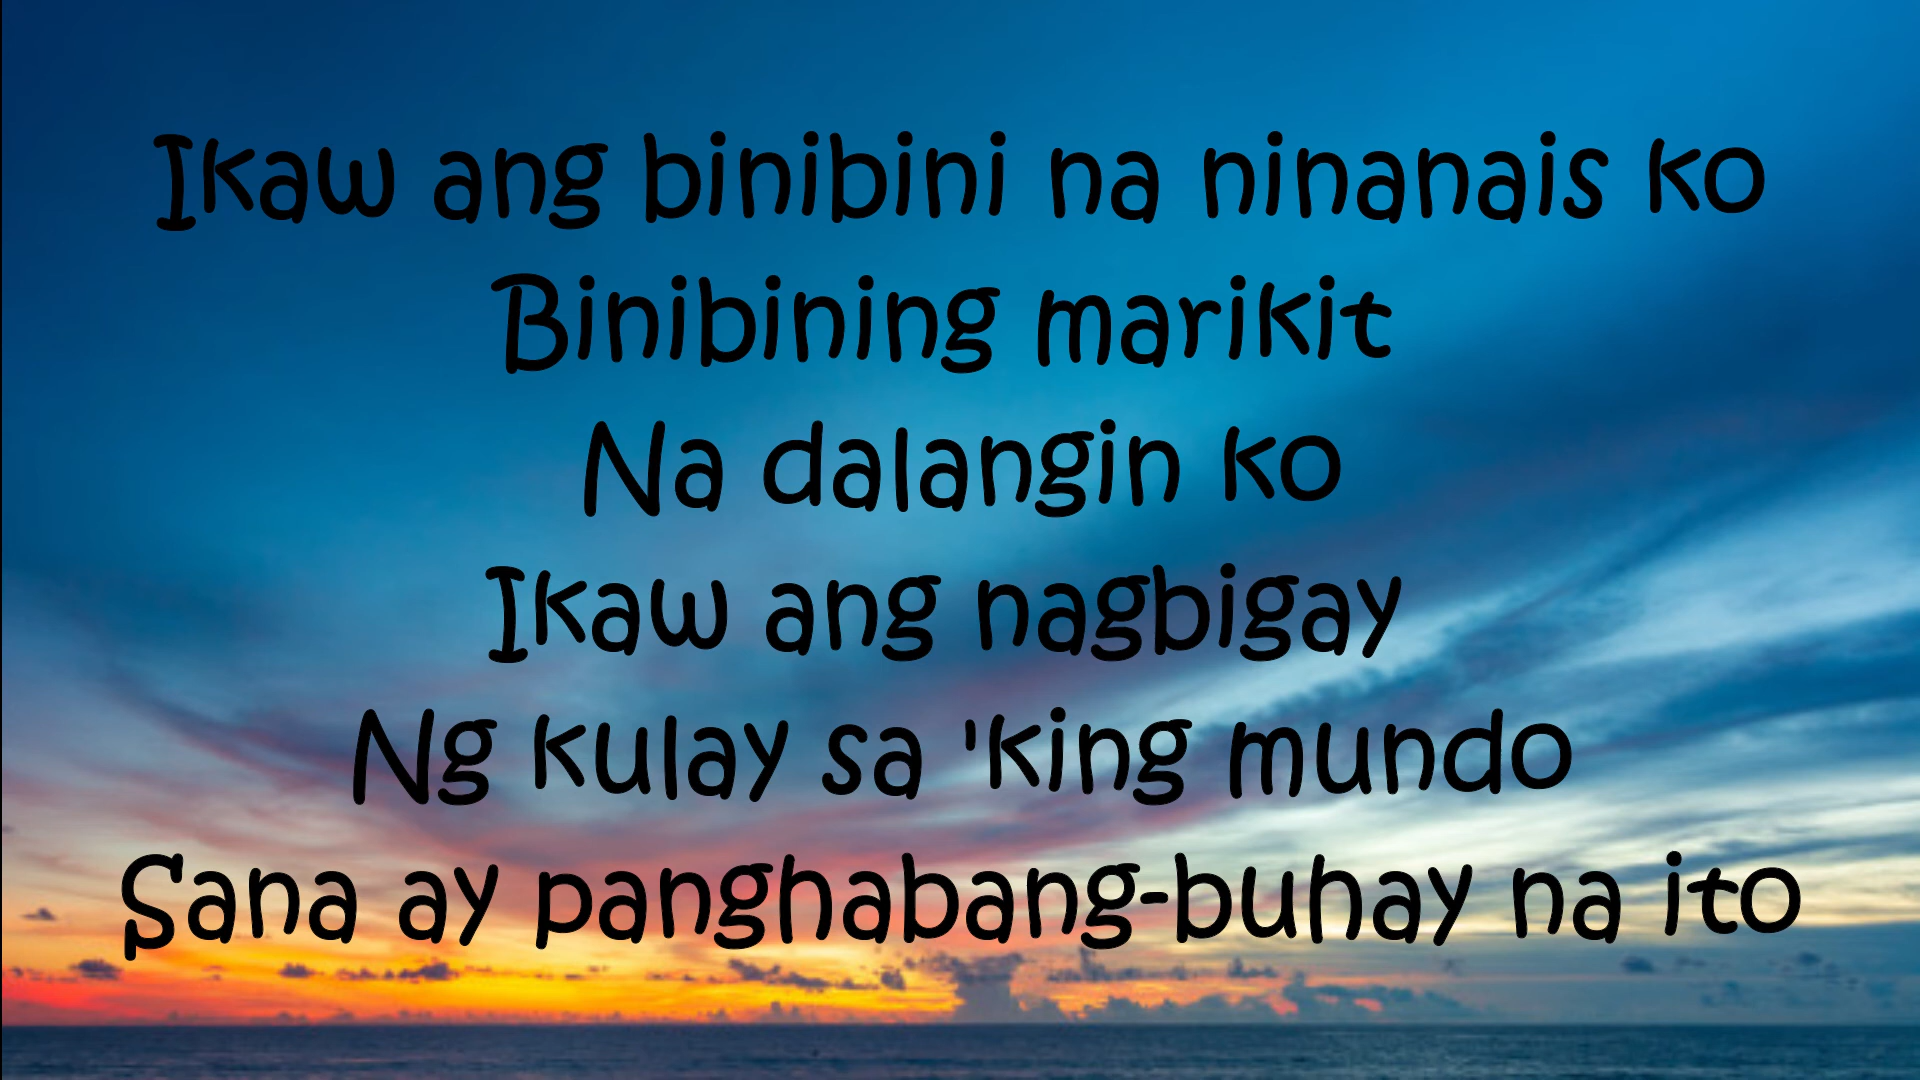 Ikaw ang binibini na ninanais ko
Binibining marikit
Na dalangin ko
Ikaw ang nagbigay
Ng kulay sa 'king mundo
Sana ay panghabang-buhay na ito